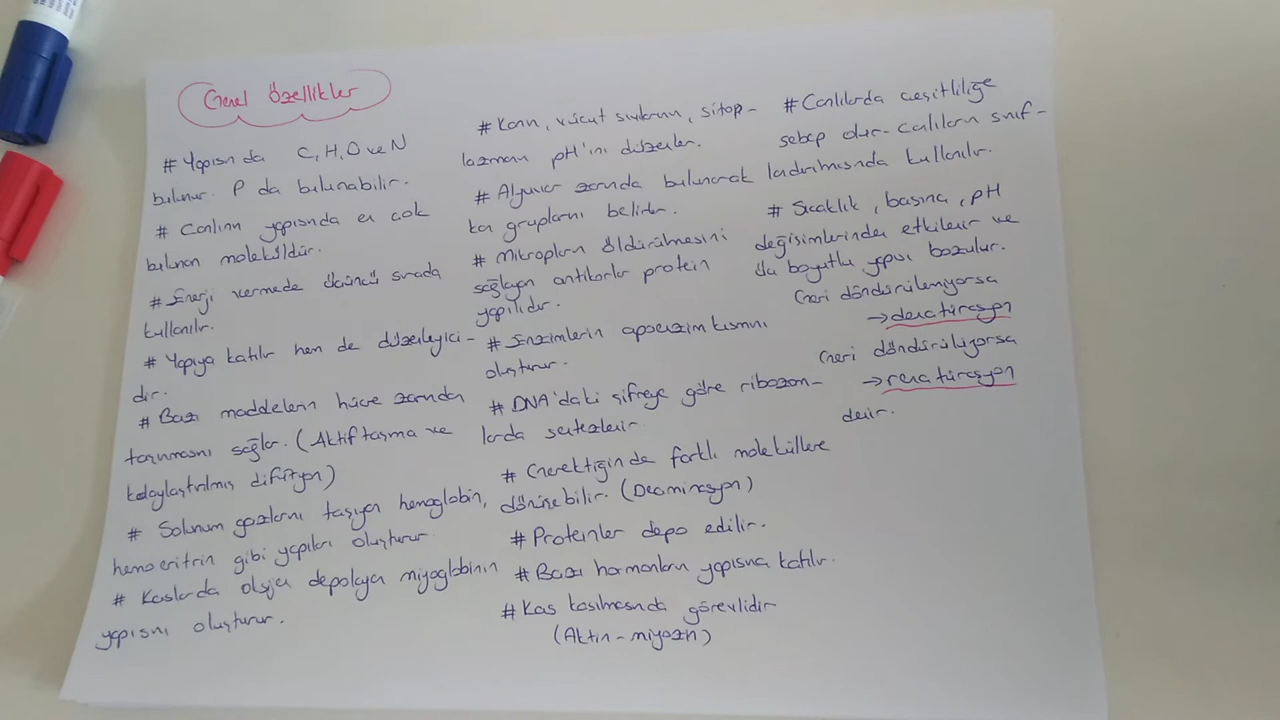 Genel Özellikler
# Yapısında C, H, O ve N
bulunur. P da bulunabilir.
# Canlının yapısında en çok
bulunan moleküldür.
# Enerji vermede üçüncü sırada
kullanılır.
# Yapıya katılır hem de düzenleyici-
dir.
# Bazı maddelerin hücre zarından
taşınmasını sağlar. (Aktif taşıma ve
kolaylaştırılmış difüzyon)
# Solunum gazlarını taşıyan hemoglobin,
hemoeritrin gibi yapıları oluşturur.
# Kaslarda oksijen depolayan miyoglobinin
yapısını oluşturur.
# Kanın, vücut sıvılarının, sitop-
lazmanın pH'ını düzenler.
# Alyuvar zarında bulunarak
kan gruplarını belirler.
# Mikropların öldürülmesini
sağlayan antikorlar protein
yapılıdır.
# Enzimlerin apoenzim kısmını
oluşturur.
# DNA'daki şifreye göre ribozom-
larda sentezlenir.
# Gerektiğinde farklı moleküllere
dönüşebilir. (Deaminasyon)
# Proteinler depo edilir.
# Bazı hormonların yapısına katılır.
# Kas kasılmasında görevlidir
(Aktin-miyozin)
# Canlılarda çeşitliliğe
sebep olur-canlıların sınıf-
landırılmasında kullanılır.
# Sıcaklık, basınç, pH
değişimlerinden etkilenir ve
üç boyutlu yapısı bozulur.
Geri döndürülemiyorsa
→denatürasyon
Geri döndürülüyorsa
→renatürasyon
denir.